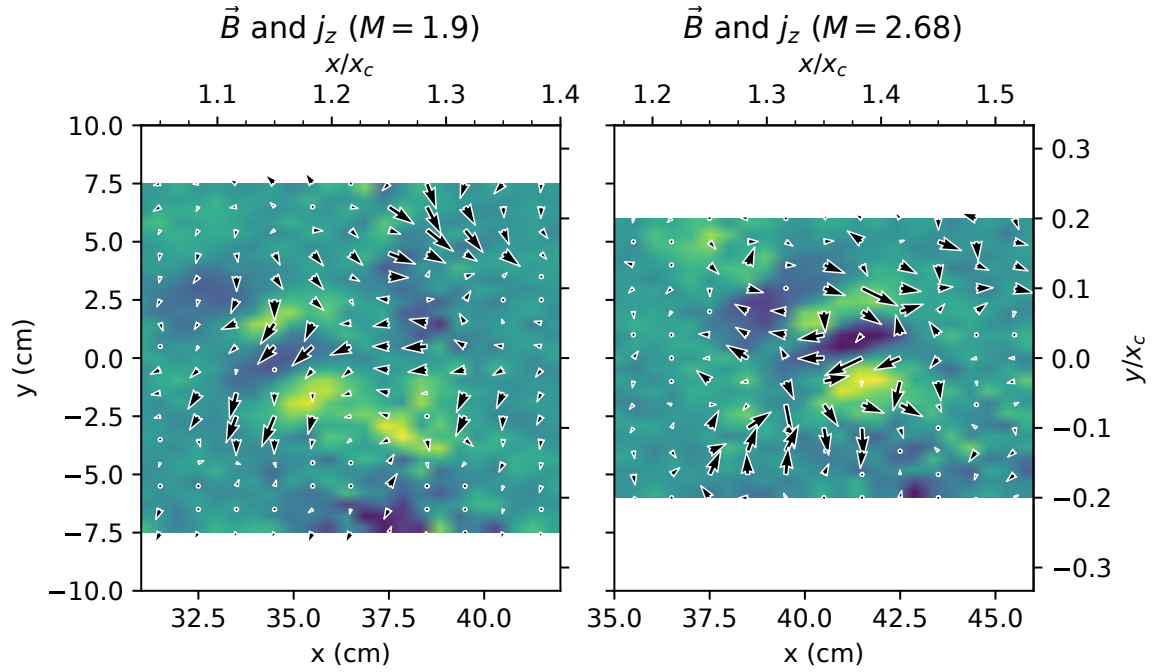 B⃗ and j_z (M = 1.9)
x/x_c
1.1 1.2 1.3 1.4
10.0
7.5
5.0
2.5
0.0
−2.5
−5.0
−7.5
−10.0
y (cm)
32.5 35.0 37.5 40.0
x (cm)
B⃗ and j_z (M = 2.68)
x/x_c
1.2 1.3 1.4 1.5
0.3
0.2
0.1
0.0
−0.1
−0.2
−0.3
y/x_c
35.0 37.5 40.0 42.5 45.0
x (cm)